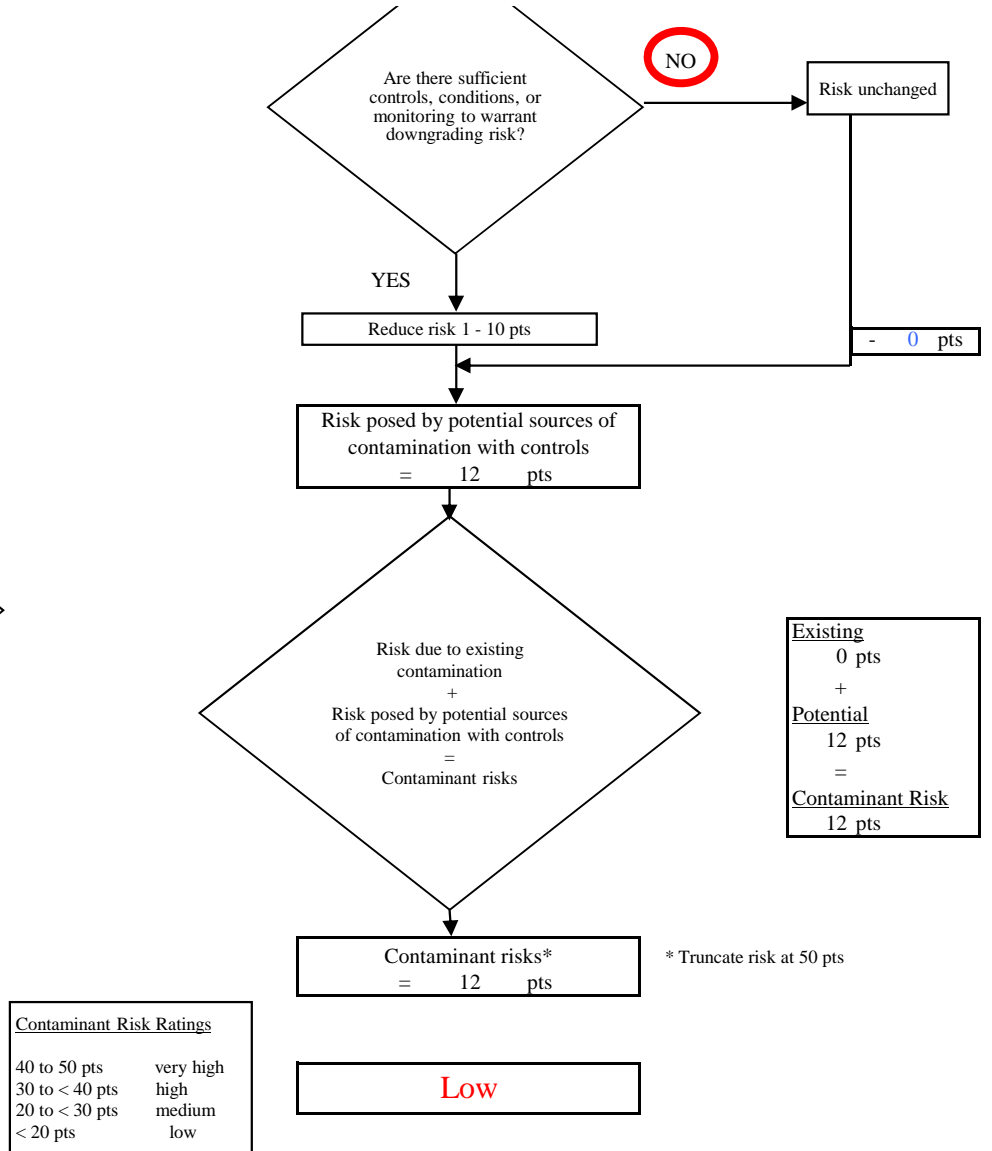 Are there sufficient
controls, conditions, or
monitoring to warrant
downgrading risk?
NO
Risk unchanged
YES
Reduce risk 1 - 10 pts
- 0 pts
Risk posed by potential sources of
contamination with controls
= 12 pts
Risk due to existing
contamination
+
Risk posed by potential sources
of contamination with controls
=
Contaminant risks
Existing
0 pts
+
Potential
12 pts
=
Contaminant Risk
12 pts
Contaminant risks*
= 12 pts
* Truncate risk at 50 pts
Contaminant Risk Ratings
40 to 50 pts very high
30 to < 40 pts high
20 to < 30 pts medium
< 20 pts low
Low